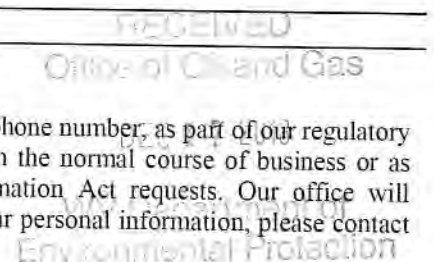 RECEIVED
Office of Oil and Gas
phone number, as part of our regulatory
n the normal course of business or as
mation Act requests. Our office will
ur personal information, please contact
WV Department of
Environmental Protection